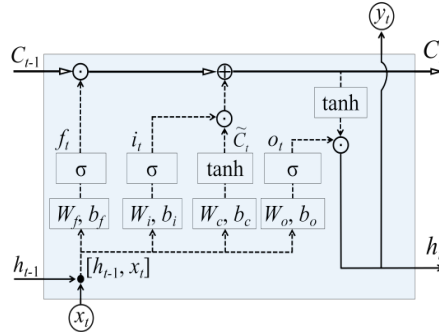 y_t
C_{t-1} C
tanh
f_t i_t C̃_t o_t
σ σ tanh σ
W_f, b_f W_i, b_i W_c, b_c W_o, b_o
h_{t-1} [h_{t-1}, x_t] h
x_t